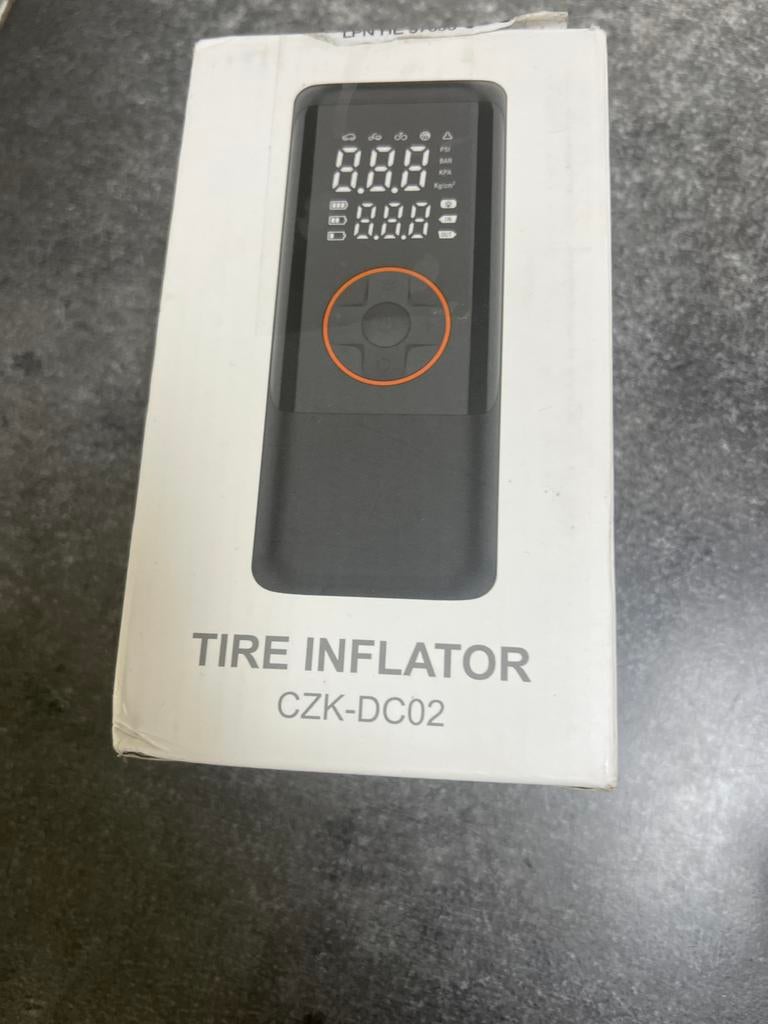 8.8.8
PSI
BAR
KPA
Kg/cm²
8.8.8
TIRE INFLATOR
CZK-DC02